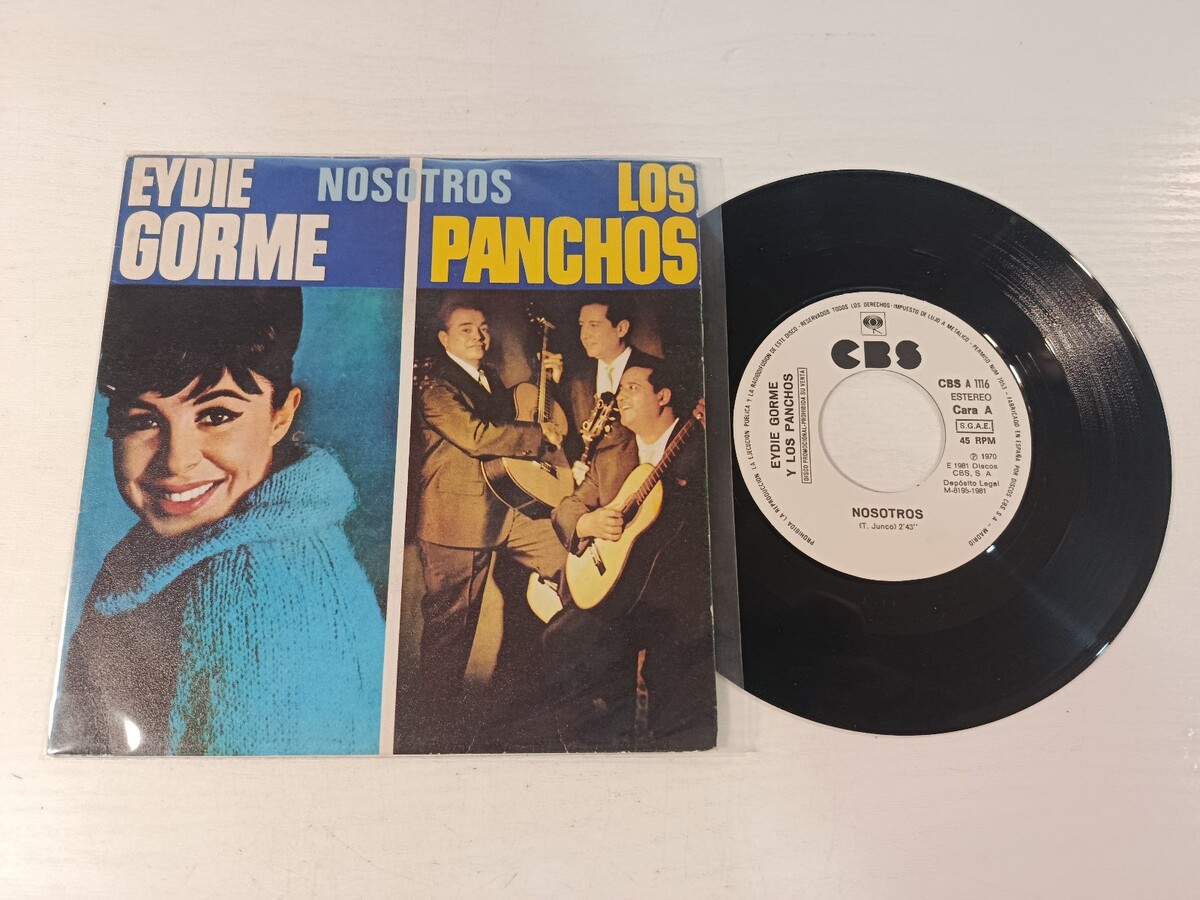 EYDIE
GORME
NOSOTROS
LOS
PANCHOS
PROHIBIDA LA REPRODUCCION, LA EJECUCION PUBLICA Y LA RADIODIFUSION DE ESTE DISCO - RESERVADOS TODOS LOS DERECHOS - IMPUESTO DE LUJO A METALICO - PERMISO NUM 7053 - FABRICADO EN ESPAÑA POR DISCOS CBS S.A. - MADRID
CBS
EYDIE GORME
Y LOS PANCHOS
DISCO PROMOCIONAL-PROHIBIDA SU VENTA
CBS A 1116
ESTEREO
Cara A
S.G.A.E.
45 RPM
Ⓟ 1970
E 1981 Discos
CBS, S. A
Depósito Legal
M-8195-1981
NOSOTROS
(T. Junco) 2'43''